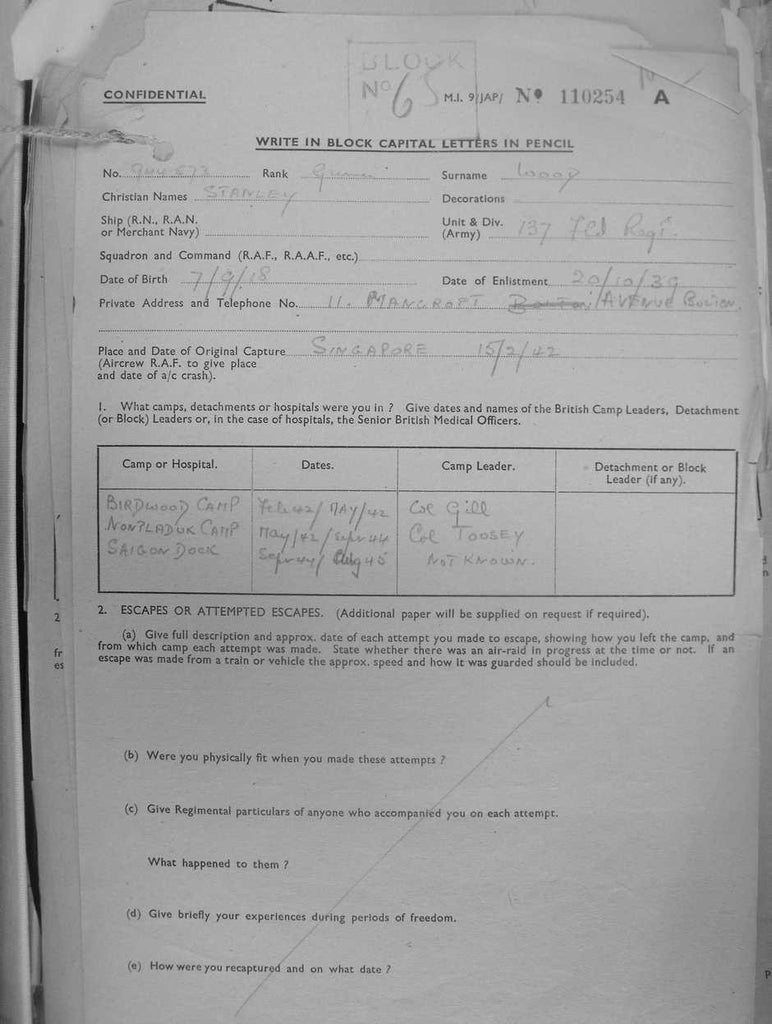 BLOCK
No 65
CONFIDENTIAL
M.I. 9/JAP/ No 110254 A
WRITE IN BLOCK CAPITAL LETTERS IN PENCIL
No. Rank Gunner Surname
Christian Names STANLEY Decorations
Ship (R.N., R.A.N. or Merchant Navy) Unit & Div. (Army) 137 Fld Regt.
Squadron and Command (R.A.F., R.A.A.F., etc.)
Date of Birth 7/9/18 Date of Enlistment 20/10/39
Private Address and Telephone No. 11. MANCROFT AVENUE BOLTON.
Place and Date of Original Capture SINGAPORE 15/2/42
(Aircrew R.A.F. to give place
and date of a/c crash).
1. What camps, detachments or hospitals were you in ? Give dates and names of the British Camp Leaders, Detachment
(or Block) Leaders or, in the case of hospitals, the Senior British Medical Officers.
Camp or Hospital. Dates. Camp Leader. Detachment or Block Leader (if any).
BIRDWOOD CAMP Feb 42/ MAY/42 Col Gill
NONPLADUK CAMP May/42/Sepr 44 Col TOOSEY
SAIGON DOCK Sepr 44/ Aug 45 NOT KNOWN.
2. ESCAPES OR ATTEMPTED ESCAPES. (Additional paper will be supplied on request if required).
(a) Give full description and approx. date of each attempt you made to escape, showing how you left the camp, and
from which camp each attempt was made. State whether there was an air-raid in progress at the time or not. If an
escape was made from a train or vehicle the approx. speed and how it was guarded should be included.
(b) Were you physically fit when you made these attempts ?
(c) Give Regimental particulars of anyone who accompanied you on each attempt.
What happened to them ?
(d) Give briefly your experiences during periods of freedom.
(e) How were you recaptured and on what date ?
2
fr
es